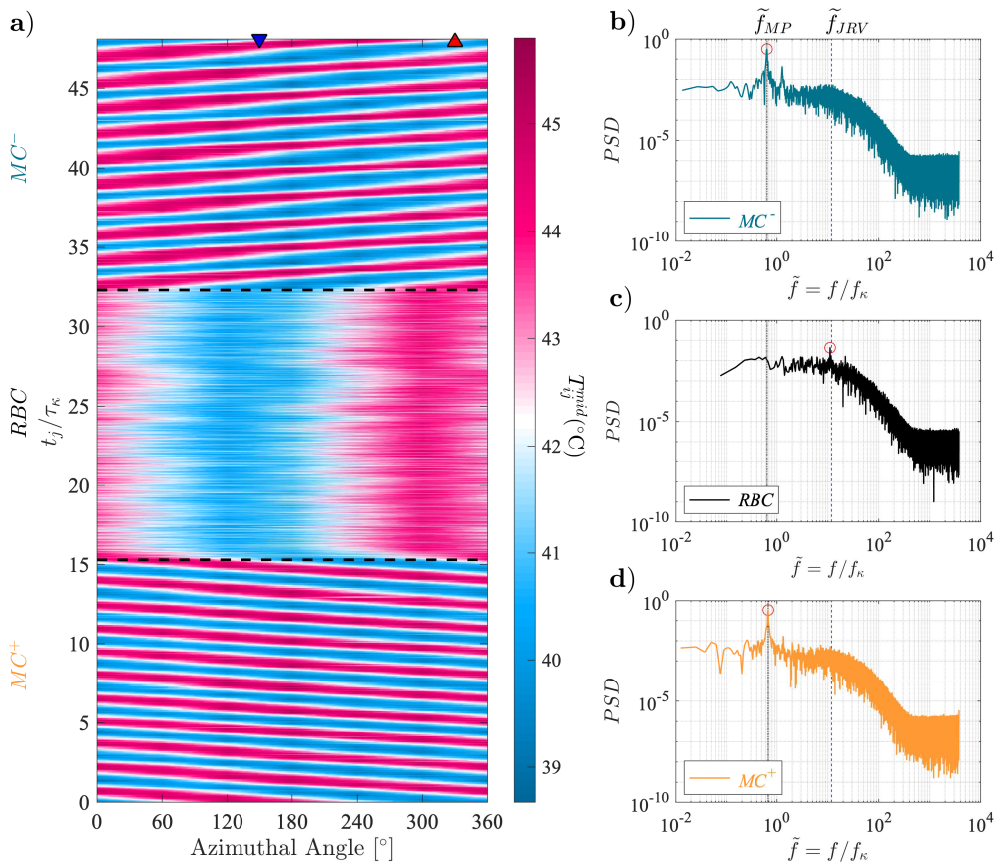 a)
MC⁻
RBC
MC⁺
t_j/τ_κ
45
40
35
30
25
20
15
10
5
0
0 60 120 180 240 300 360
Azimuthal Angle [°]
45
44
43
42
41
40
39
T_{ij}^{mid}(°C)
b)
f̃_MP f̃_JRV
10⁰
10⁻⁵
10⁻¹⁰
PSD
MC⁻
10⁻² 10⁰ 10² 10⁴
f̃ = f/f_κ
c)
10⁰
10⁻⁵
10⁻¹⁰
PSD
RBC
10⁻² 10⁰ 10² 10⁴
f̃ = f/f_κ
d)
10⁰
10⁻⁵
10⁻¹⁰
PSD
MC⁺
10⁻² 10⁰ 10² 10⁴
f̃ = f/f_κ